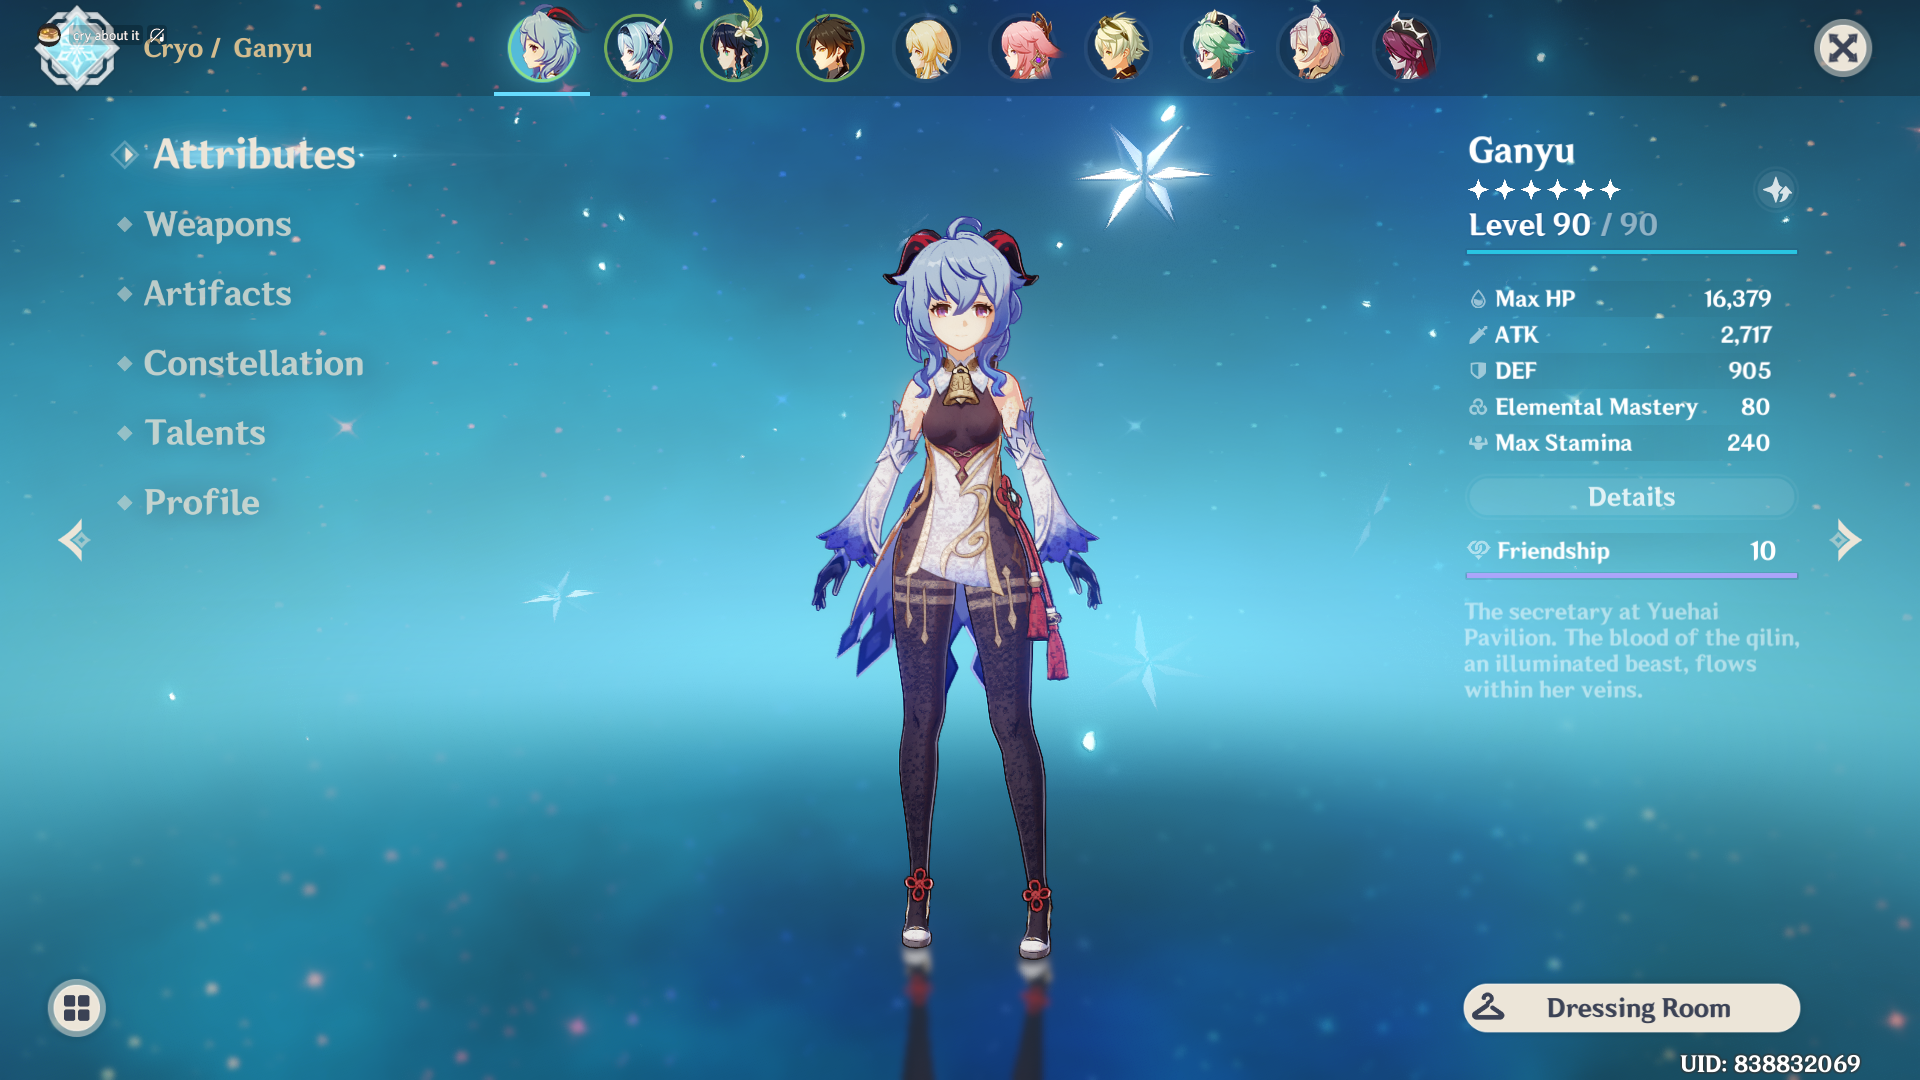 cry about it
Cryo / Ganyu
Attributes
Weapons
Artifacts
Constellation
Talents
Profile
Ganyu
Level 90 / 90
Max HP 16,379
ATK 2,717
DEF 905
Elemental Mastery 80
Max Stamina 240
Details
Friendship 10
The secretary at Yuehai
Pavilion. The blood of the qilin,
an illuminated beast, flows
within her veins.
Dressing Room
UID: 838832069